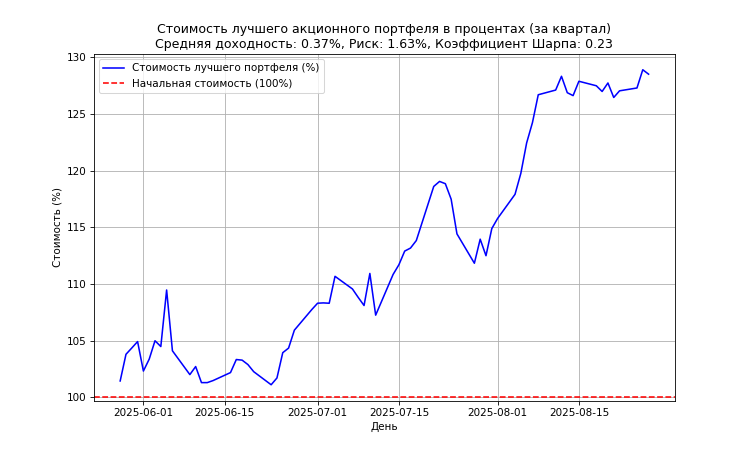 Стоимость лучшего акционного портфеля в процентах (за квартал)
Средняя доходность: 0.37%, Риск: 1.63%, Коэффициент Шарпа: 0.23
Стоимость лучшего портфеля (%)
Начальная стоимость (100%)
Стоимость (%)
130
125
120
115
110
105
100
2025-06-01
2025-06-15
2025-07-01
2025-07-15
2025-08-01
2025-08-15
День